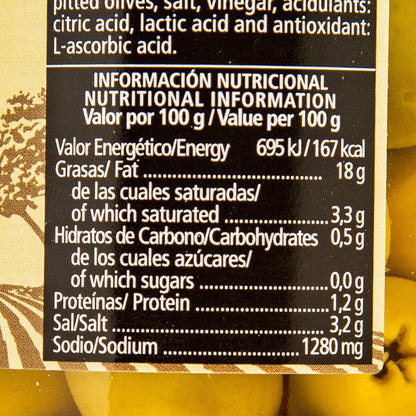 pitted olives, salt, vinegar, acidulants:
citric acid, lactic acid and antioxidant:
L-ascorbic acid.
INFORMACIÓN NUTRICIONAL
NUTRITIONAL INFORMATION
Valor por 100 g / Value per 100 g
Valor Energético/Energy 695 kJ / 167 kcal
Grasas/ Fat ........................................ 18 g
de las cuales saturadas/
of which saturated ..................... 3,3 g
Hidratos de Carbono/Carbohydrates 0,5 g
de los cuales azúcares/
of which sugars .......................... 0,0 g
Proteínas/ Protein ........................... 1,2 g
Sal/Salt ............................................ 3,2 g
Sodio/Sodium ........................... 1280 mg